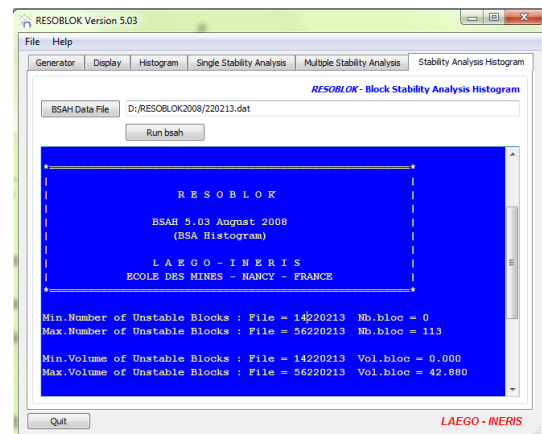 RESOBLOK Version 5.03
File Help
Generator Display Histogram Single Stability Analysis Multiple Stability Analysis Stability Analysis Histogram
RESOBLOK - Block Stability Analysis Histogram
BSAH Data File D:/RESOBLOK2008/220213.dat
Run bsah
R E S O B L O K
BSAH 5.03 August 2008
(BSA Histogram)
L A E G O - I N E R I S
ECOLE DES MINES - NANCY - FRANCE
Min.Number of Unstable Blocks : File = 14220213 Nb.bloc = 0
Max.Number of Unstable Blocks : File = 56220213 Nb.bloc = 113
Min.Volume of Unstable Blocks : File = 14220213 Vol.bloc = 0.000
Max.Volume of Unstable Blocks : File = 56220213 Vol.bloc = 42.880
Quit LAEGO - INERIS